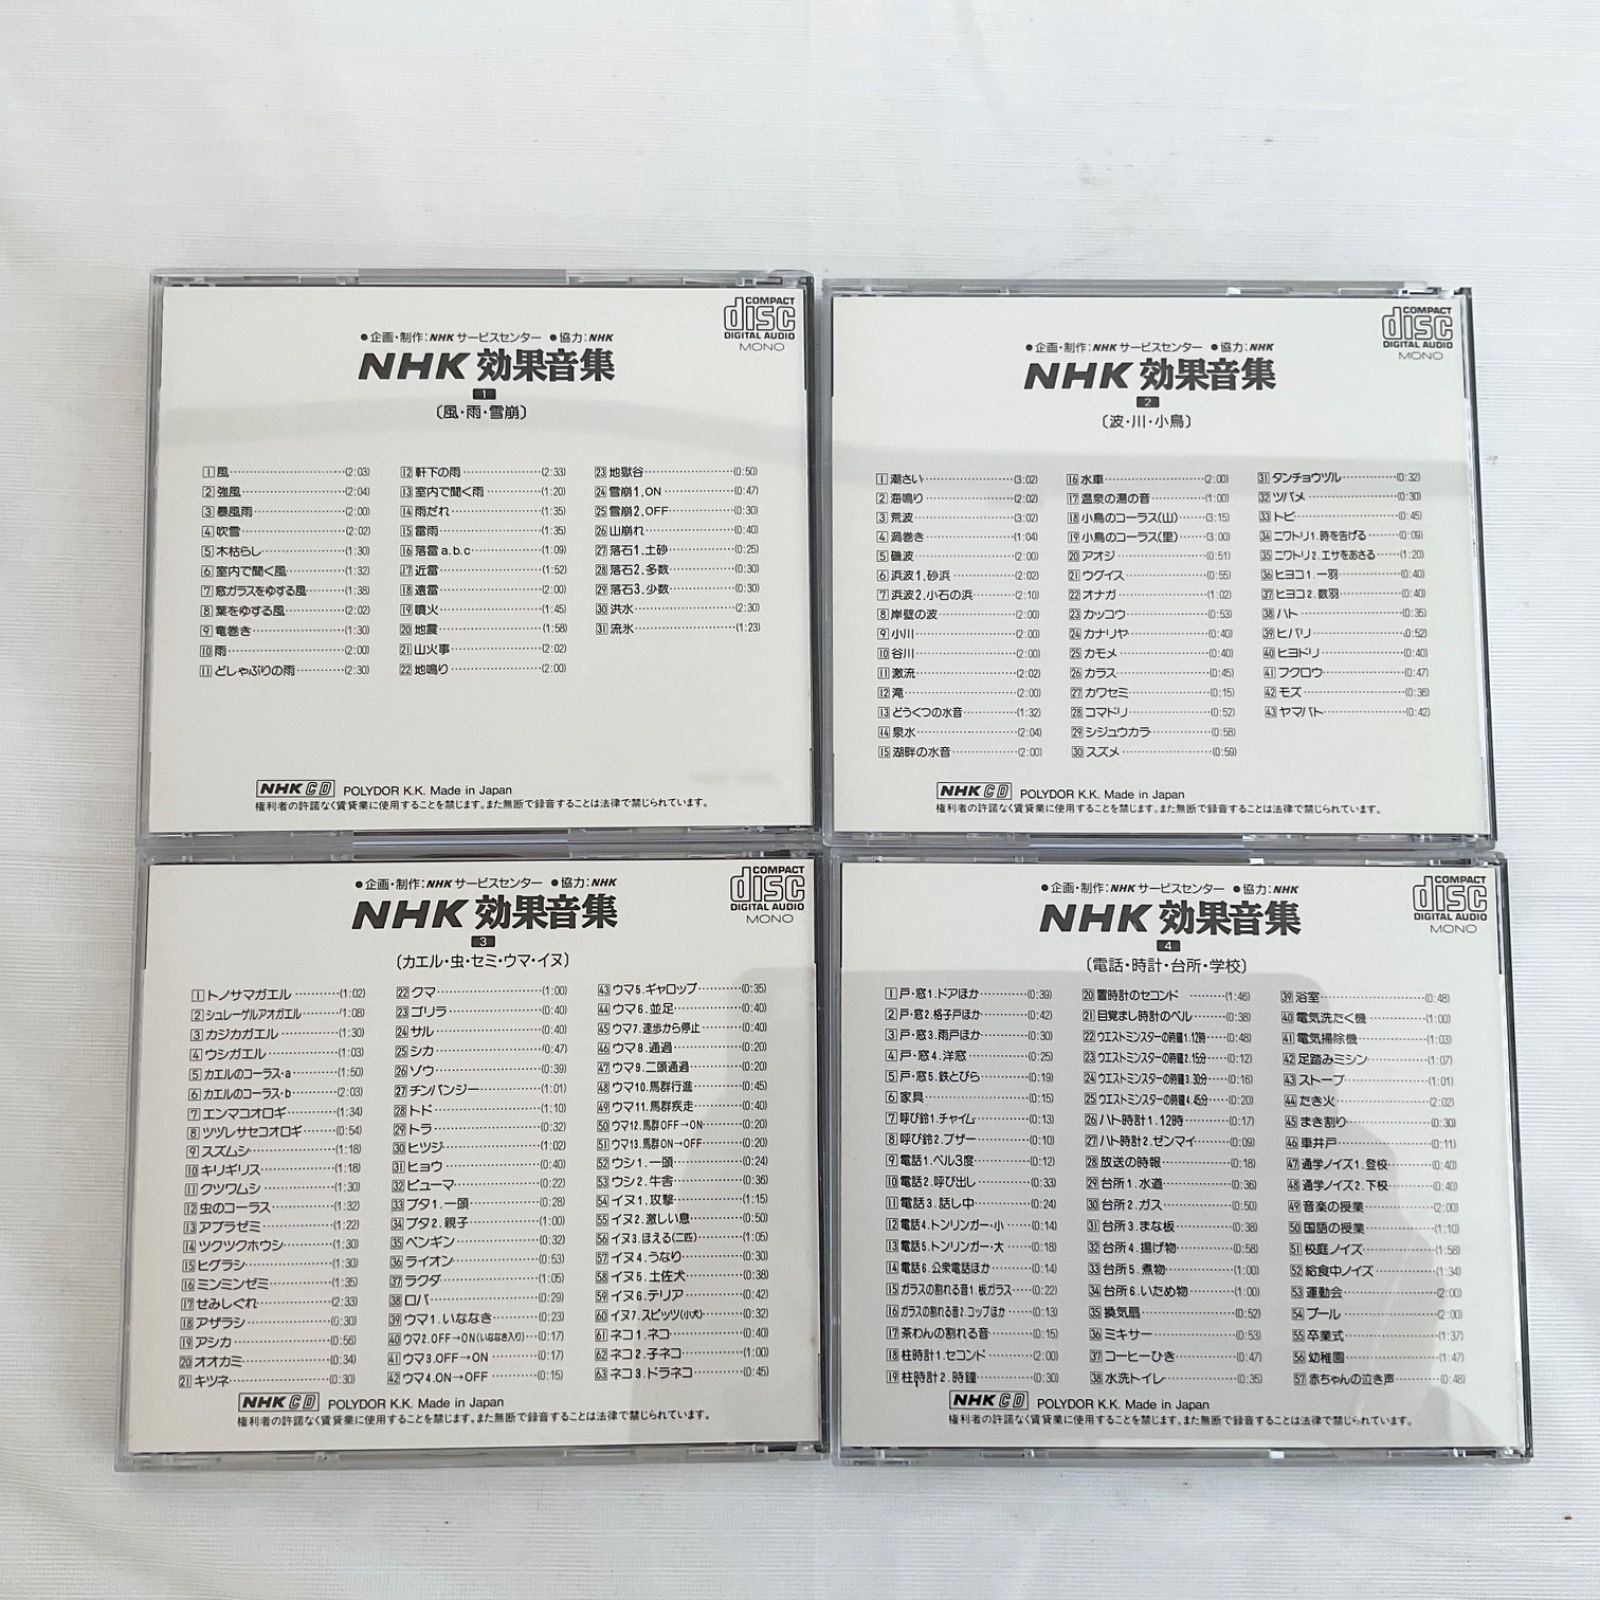 COMPACT
disc
DIGITAL AUDIO
MONO
●企画・制作：NHKサービスセンター ●協力：NHK
NHK 効果音集
1
〔風・雨・雪崩〕
1 風 (2:03)
2 強風 (2:04)
3 暴風雨 (2:00)
4 吹雪 (2:02)
5 木枯らし (1:30)
6 室内で聞く風 (1:32)
7 窓ガラスをゆする風 (1:38)
8 葉をゆする風 (2:02)
9 竜巻き (1:30)
10 雨 (2:00)
11 どしゃぶりの雨 (2:30)
12 軒下の雨 (2:33)
13 室内で聞く雨 (1:20)
14 雨だれ (1:35)
15 雷雨 (1:35)
16 落雷a.b.c (1:09)
17 近雷 (1:52)
18 遠雷 (2:00)
19 噴火 (1:45)
20 地震 (1:58)
21 山火事 (2:02)
22 地鳴り (2:00)
23 地獄谷 (0:50)
24 雪崩1.ON (0:47)
25 雪崩2.OFF (0:30)
26 山崩れ (0:40)
27 落石1.土砂 (0:25)
28 落石2.多数 (0:30)
29 落石3.少数 (0:30)
30 洪水 (2:30)
31 流氷 (1:23)
NHK CD POLYDOR K.K. Made in Japan
権利者の許諾なく賃貸業に使用することを禁じます。また無断で録音することは法律で禁じられています。
COMPACT
disc
DIGITAL AUDIO
MONO
●企画・制作：NHKサービスセンター ●協力：NHK
NHK 効果音集
2
〔波・川・小鳥〕
1 潮さい (3:02)
2 海鳴り (2:02)
3 荒波 (3:02)
4 渦巻き (1:04)
5 磯波 (2:00)
6 浜波1.砂浜 (2:02)
7 浜波2.小石の浜 (2:10)
8 岸壁の波 (2:00)
9 小川 (2:00)
10 谷川 (2:00)
11 激流 (2:02)
12 滝 (2:00)
13 どうくつの水音 (1:32)
14 泉水 (2:04)
15 湖畔の水音 (2:00)
16 水車 (2:00)
17 温泉の湯の音 (1:00)
18 小鳥のコーラス(山) (3:15)
19 小鳥のコーラス(里) (3:00)
20 アオジ (0:51)
21 ウグイス (0:55)
22 オナガ (1:02)
23 カッコウ (0:53)
24 カナリヤ (0:40)
25 カモメ (0:40)
26 カラス (0:45)
27 カワセミ (0:15)
28 コマドリ (0:52)
29 シジュウカラ (0:58)
30 スズメ (0:59)
31 タンチョウヅル (0:32)
32 ツバメ (0:30)
33 トビ (0:45)
34 ニワトリ1.時を告げる (0:09)
35 ニワトリ2.エサをあさる (1:20)
36 ヒヨコ1.一羽 (0:40)
37 ヒヨコ2.数羽 (0:40)
38 ハト (0:35)
39 ヒバリ (0:52)
40 ヒヨドリ (0:40)
41 フクロウ (0:47)
42 モズ (0:36)
43 ヤマバト (0:42)
NHK CD POLYDOR K.K. Made in Japan
権利者の許諾なく賃貸業に使用することを禁じます。また無断で録音することは法律で禁じられています。
COMPACT
disc
DIGITAL AUDIO
MONO
●企画・制作：NHKサービスセンター ●協力：NHK
NHK 効果音集
3
〔カエル・虫・セミ・ウマ・イヌ〕
1 トノサマガエル (1:02)
2 シュレーゲルアオガエル (1:08)
3 カジカガエル (1:30)
4 ウシガエル (1:03)
5 カエルのコーラス・a (1:50)
6 カエルのコーラス・b (2:03)
7 エンマコオロギ (1:34)
8 ツヅレサセコオロギ (0:54)
9 スズムシ (1:18)
10 キリギリス (1:18)
11 クツワムシ (1:30)
12 虫のコーラス (1:32)
13 アブラゼミ (1:22)
14 ツクツクホウシ (1:30)
15 ヒグラシ (1:30)
16 ミンミンゼミ (1:35)
17 せみしぐれ (2:33)
18 アザラシ (0:30)
19 アシカ (0:56)
20 オオカミ (0:34)
21 キツネ (0:30)
22 クマ (1:00)
23 ゴリラ (0:40)
24 サル (0:40)
25 シカ (0:47)
26 ゾウ (0:39)
27 チンパンジー (1:01)
28 トド (1:10)
29 トラ (0:32)
30 ヒツジ (1:02)
31 ヒョウ (0:40)
32 ピューマ (0:22)
33 ブタ1.一頭 (0:28)
34 ブタ2.親子 (1:00)
35 ペンギン (0:32)
36 ライオン (0:53)
37 ラクダ (1:05)
38 ロバ (0:29)
39 ウマ1.いななき (0:23)
40 ウマ2.OFF→ON(いななき入り) (0:17)
41 ウマ3.OFF→ON (0:17)
42 ウマ4.ON→OFF (0:15)
43 ウマ5.ギャロップ (0:35)
44 ウマ6.並足 (0:40)
45 ウマ7.速歩から停止 (0:40)
46 ウマ8.通過 (0:20)
47 ウマ9.二頭通過 (0:20)
48 ウマ10.馬群行進 (0:45)
49 ウマ11.馬群疾走 (0:40)
50 ウマ12.馬群OFF→ON (0:20)
51 ウマ13.馬群ON→OFF (0:20)
52 ウシ1.一頭 (0:24)
53 ウシ2.牛舎 (0:36)
54 イヌ1.攻撃 (1:15)
55 イヌ2.激しい息 (0:50)
56 イヌ3.ほえる(二匹) (1:05)
57 イヌ4.うなり (0:30)
58 イヌ5.土佐犬 (0:38)
59 イヌ6.テリア (0:42)
60 イヌ7.スピッツ(小犬) (0:32)
61 ネコ1.ネコ (0:40)
62 ネコ2.子ネコ (1:00)
63 ネコ3.ドラネコ (0:45)
NHK CD POLYDOR K.K. Made in Japan
権利者の許諾なく賃貸業に使用することを禁じます。また無断で録音することは法律で禁じられています。
COMPACT
disc
DIGITAL AUDIO
MONO
●企画・制作：NHKサービスセンター ●協力：NHK
NHK 効果音集
4
〔電話・時計・台所・学校〕
1 戸・窓1.ドアほか (0:39)
2 戸・窓2.格子戸ほか (0:42)
3 戸・窓3.雨戸ほか (0:30)
4 戸・窓4.洋窓 (0:25)
5 戸・窓5.鉄とびら (0:19)
6 家具 (0:15)
7 呼び鈴1.チャイム (0:13)
8 呼び鈴2.ブザー (0:13)
9 電話1.ベル3度 (0:12)
10 電話2.呼び出し (0:33)
11 電話3.話し中 (0:24)
12 電話4.トンリンガー・小 (0:14)
13 電話5.トンリンガー・大 (0:18)
14 電話6.公衆電話ほか (0:14)
15 ガラスの割れる音1.板ガラス (0:22)
16 ガラスの割れる音2.コップほか (0:13)
17 茶わんの割れる音 (0:15)
18 柱時計1.セコンド (2:00)
19 柱時計2.時鐘 (0:30)
20 置時計のセコンド (1:46)
21 目覚まし時計のベル (0:38)
22 ウエストミンスターの時鐘1.12時 (0:48)
23 ウエストミンスターの時鐘2.15分 (0:12)
24 ウエストミンスターの時鐘3.30分 (0:16)
25 ウエストミンスターの時鐘4.45分 (0:20)
26 ハト時計1.12時 (0:17)
27 ハト時計2.ゼンマイ (0:09)
28 放送の時報 (0:18)
29 台所1.水道 (0:36)
30 台所2.ガス (0:50)
31 台所3.まな板 (0:38)
32 台所4.揚げ物 (0:58)
33 台所5.煮物 (1:00)
34 台所6.いため物 (1:00)
35 換気扇 (0:52)
36 ミキサー (0:53)
37 コーヒーひき (0:47)
38 水洗トイレ (0:35)
39 浴室 (0:48)
40 電気洗たく機 (1:00)
41 電気掃除機 (1:03)
42 足踏みミシン (1:07)
43 ストーブ (1:01)
44 たき火 (2:02)
45 まき割り (0:30)
46 車井戸 (0:11)
47 通学ノイズ1.登校 (0:40)
48 通学ノイズ2.下校 (0:40)
49 音楽の授業 (2:00)
50 国語の授業 (1:10)
51 校庭ノイズ (1:58)
52 給食中ノイズ (1:34)
53 運動会 (2:00)
54 プール (2:00)
55 卒業式 (1:37)
56 幼稚園 (1:47)
57 赤ちゃんの泣き声 (0:48)
NHK CD POLYDOR K.K. Made in Japan
権利者の許諾なく賃貸業に使用することを禁じます。また無断で録音することは法律で禁じられています。